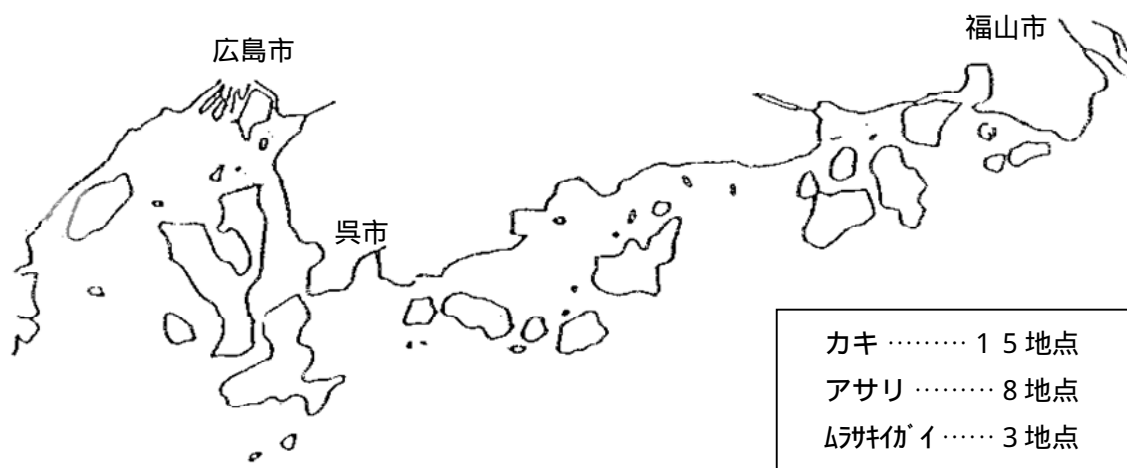 広島市
福山市
呉市
カキ ……… 15地点
アサリ ……… 8地点
ﾑﾗｻｷｲｶﾞｲ …… 3地点